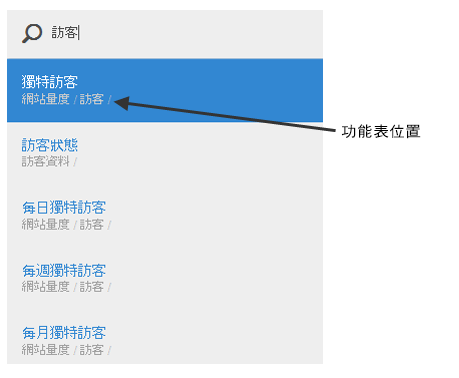 訪客
獨特訪客
網站量度 / 訪客 /
功能表位置
訪客狀態
訪客資料 /
每日獨特訪客
網站量度 / 訪客 /
每週獨特訪客
網站量度 / 訪客 /
每月獨特訪客
網站量度 / 訪客 /